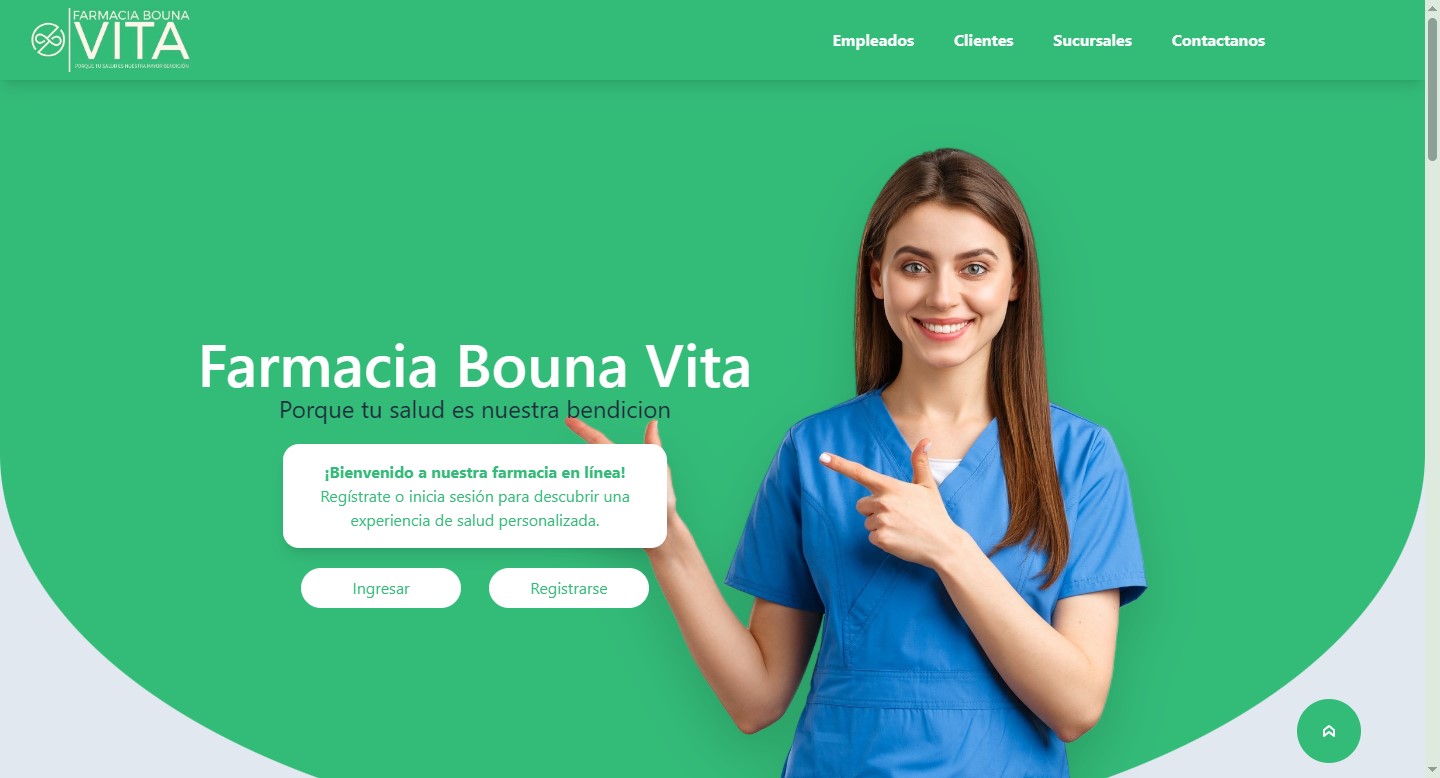 FARMACIA BOUNA
VITA
PORQUE TU SALUD ES NUESTRA MAYOR BENDICIÓN
Empleados
Clientes
Sucursales
Contactanos
Farmacia Bouna Vita
Porque tu salud es nuestra bendicion
¡Bienvenido a nuestra farmacia en línea!
Regístrate o inicia sesión para descubrir una
experiencia de salud personalizada.
Ingresar
Registrarse